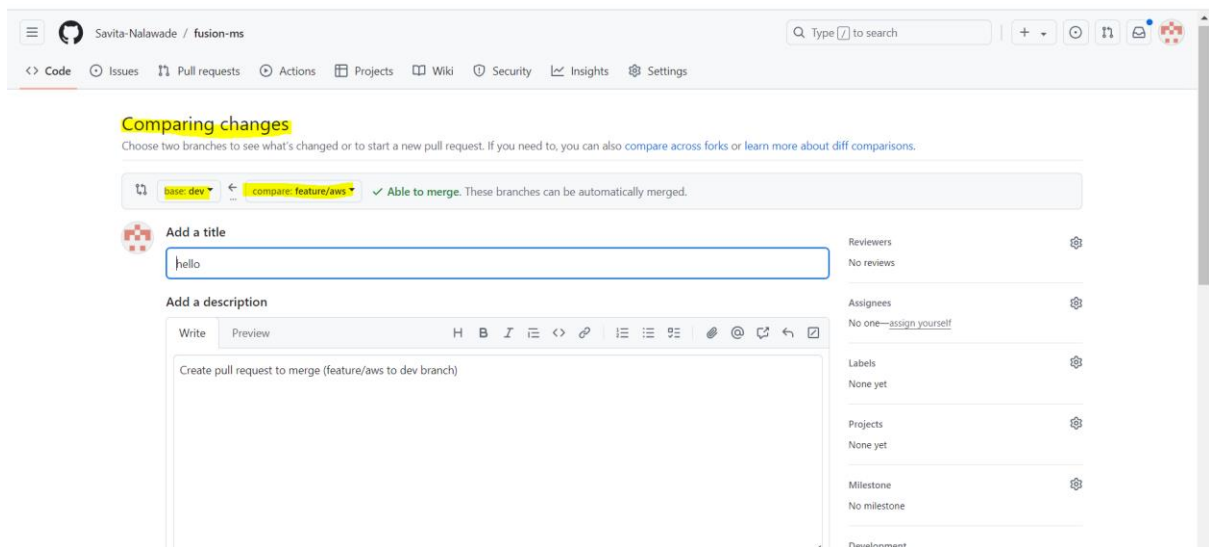 Savita-Nalawade / fusion-ms
Type / to search
Code Issues Pull requests Actions Projects Wiki Security Insights Settings
Comparing changes
Choose two branches to see what's changed or to start a new pull request. If you need to, you can also compare across forks or learn more about diff comparisons.
base: dev compare: feature/aws Able to merge. These branches can be automatically merged.
Add a title
hello
Add a description
Write Preview
Create pull request to merge (feature/aws to dev branch)
Reviewers
No reviews
Assignees
No one—assign yourself
Labels
None yet
Projects
None yet
Milestone
No milestone
Development